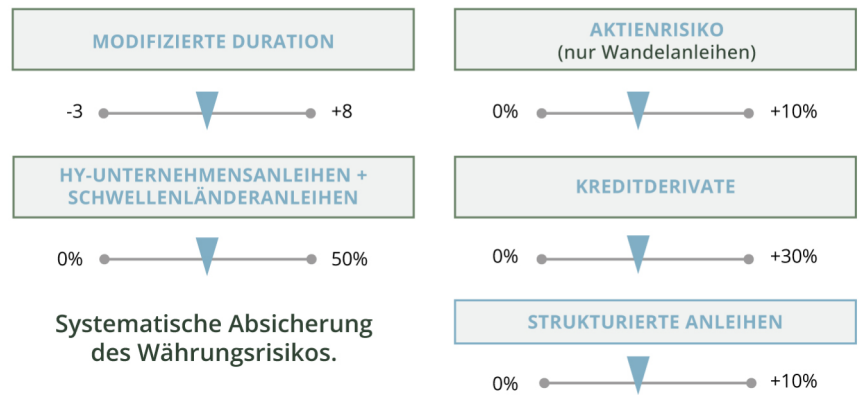 MODIFIZIERTE DURATION
-3
+8
HY-UNTERNEHMENSANLEIHEN +
SCHWELLENLÄNDERANLEIHEN
0%
50%
Systematische Absicherung
des Währungsrisikos.
AKTIENRISIKO
(nur Wandelanleihen)
0%
+10%
KREDITDERIVATE
0%
+30%
STRUKTURIERTE ANLEIHEN
0%
+10%